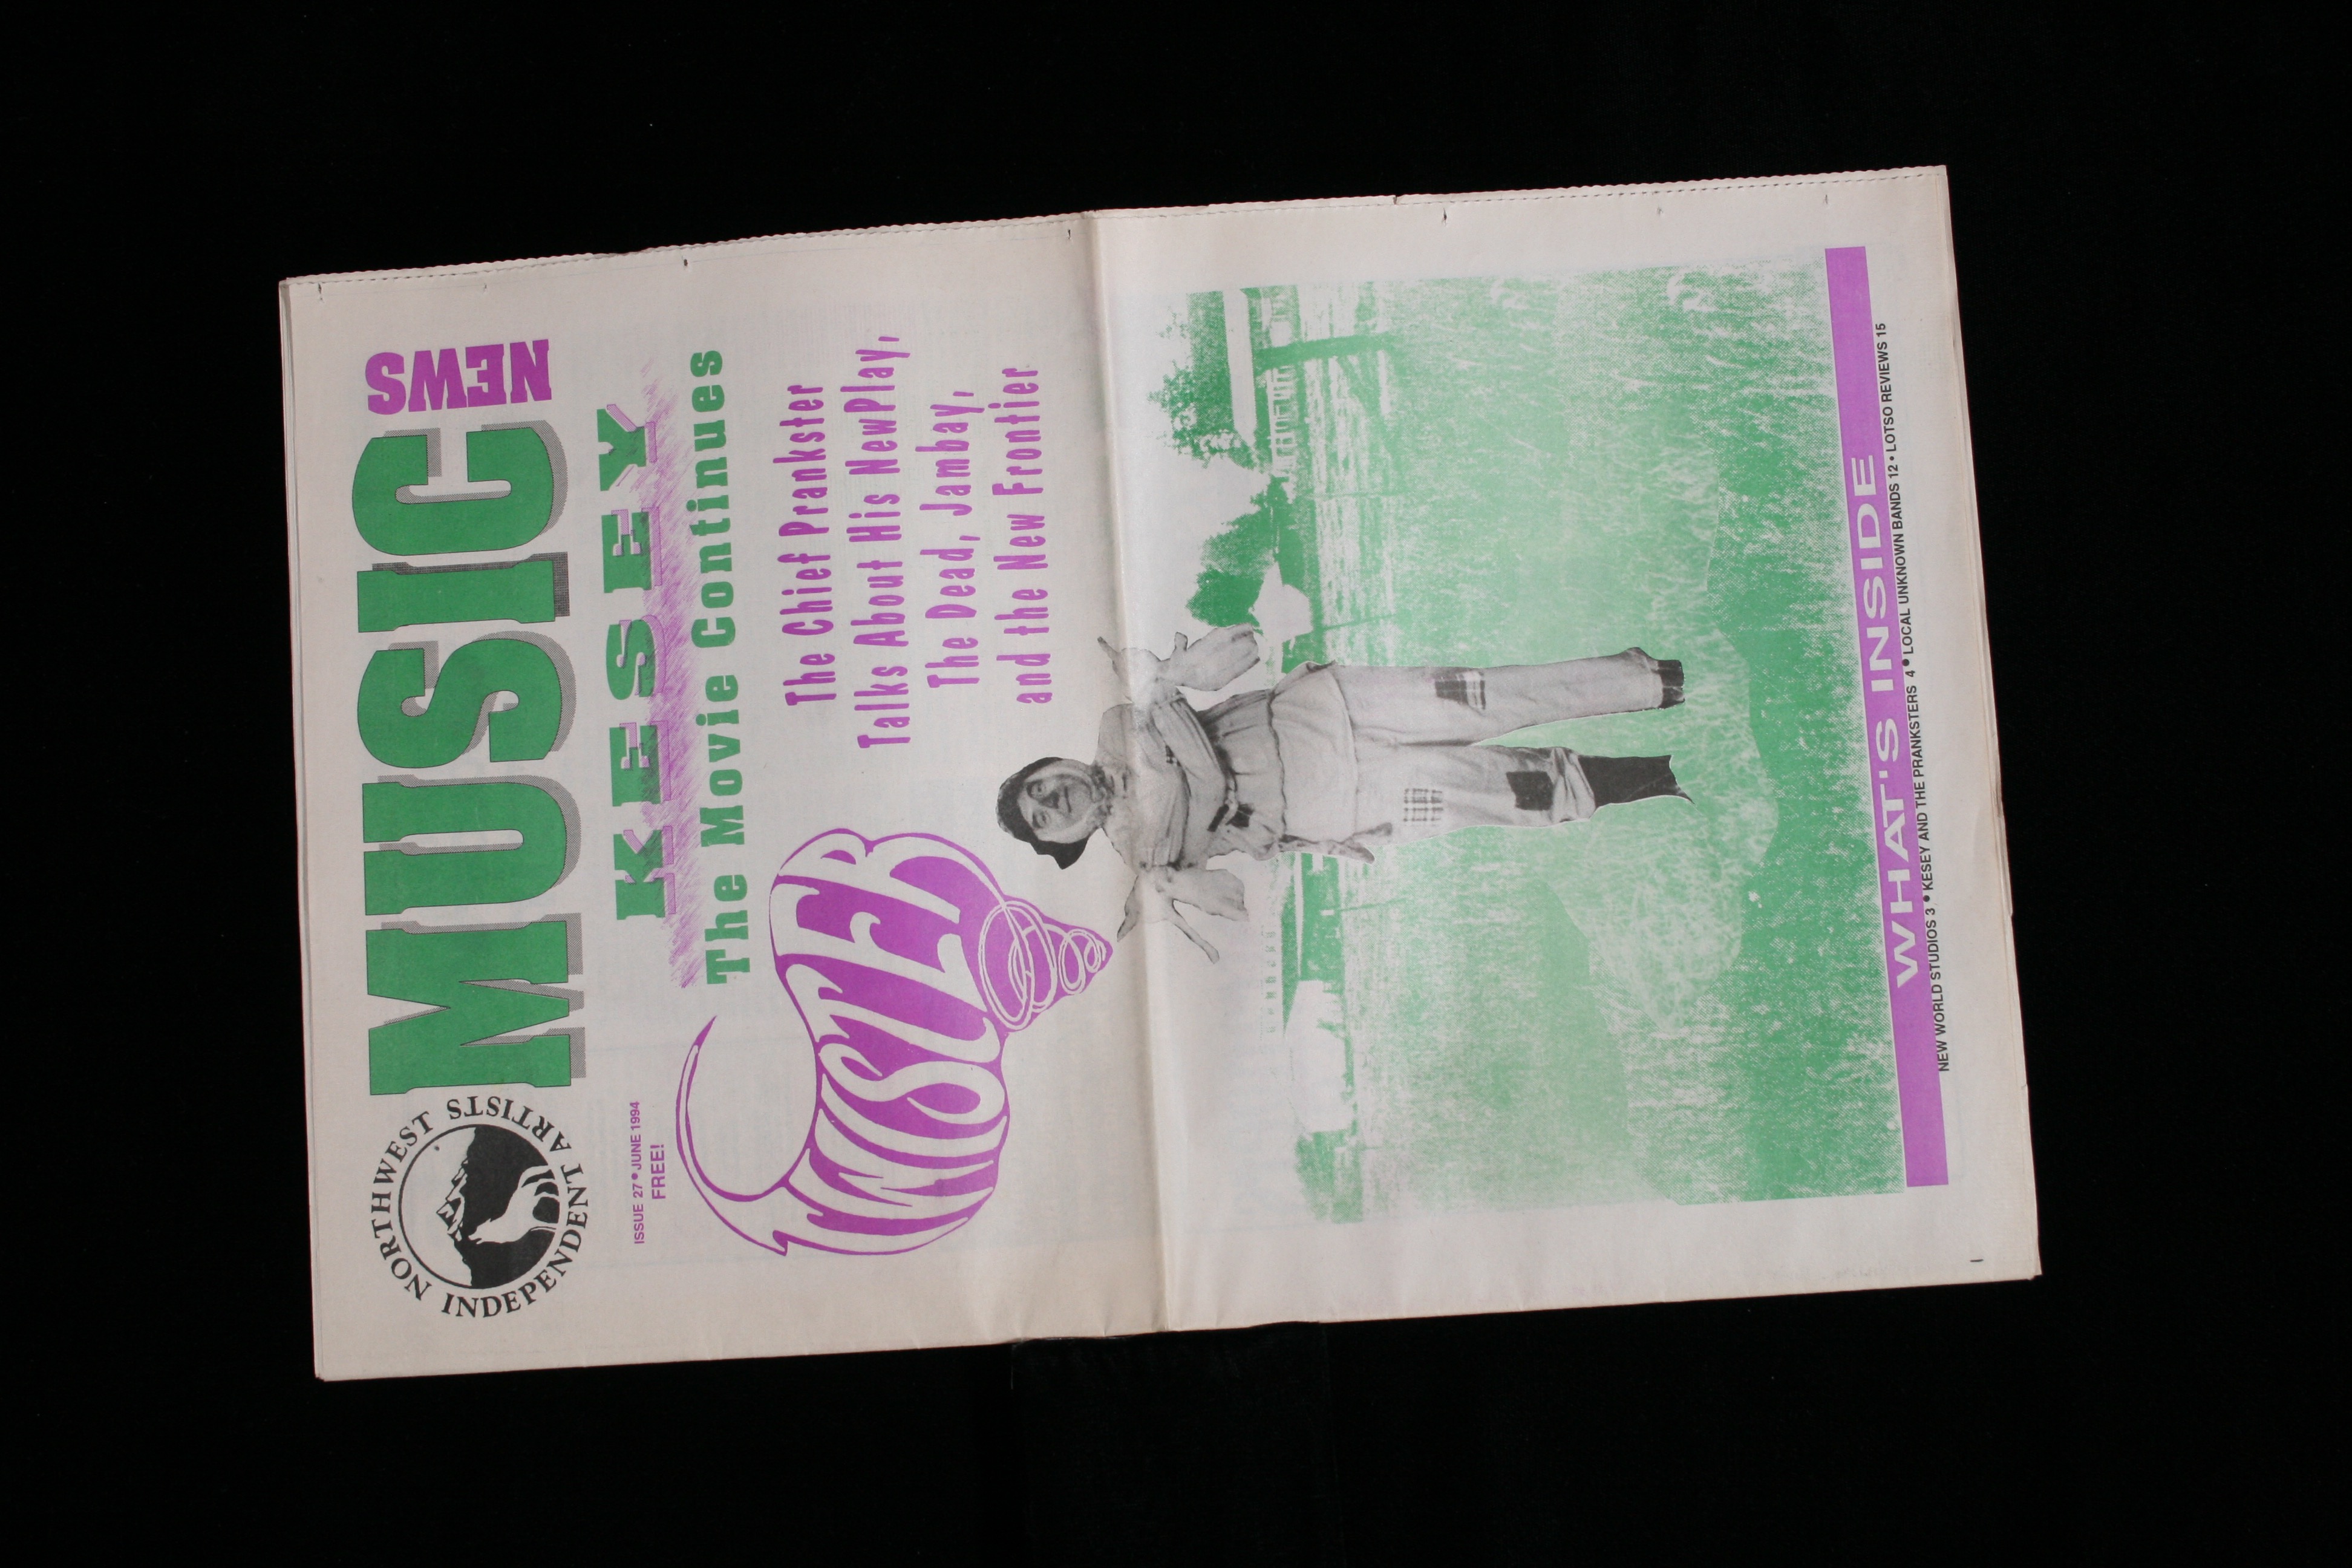 NORTHWEST ARTISTS INDEPENDENT
MUSIC
NEWS
KESEY
The Movie Continues
ISSUE 27 • JUNE 1994
FREE!
TWISTER
The Chief Prankster
Talks About His NewPlay,
The Dead, Jambay,
and the New Frontier
WHAT'S INSIDE
NEW WORLD STUDIOS 3 • KESEY AND THE PRANKSTERS 4 • LOCAL UNKNOWN BANDS 12 • LOTSO REVIEWS 15